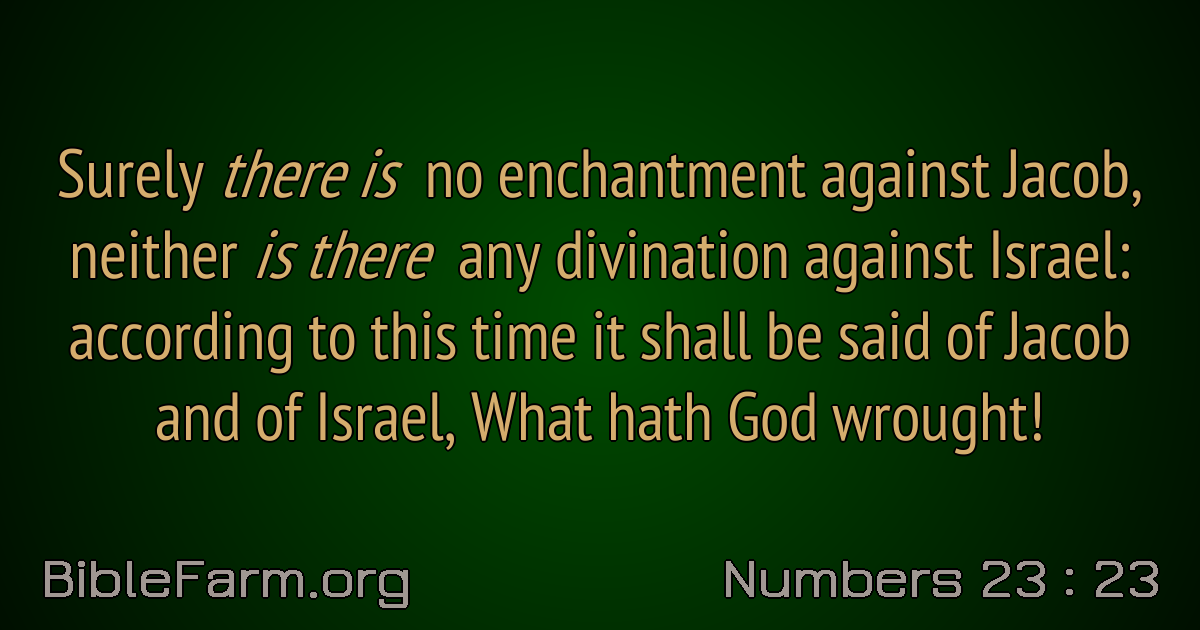 Surely there is no enchantment against Jacob,
neither is there any divination against Israel:
according to this time it shall be said of Jacob
and of Israel, What hath God wrought!
BibleFarm.org
Numbers 23 : 23